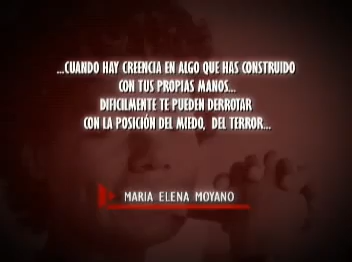 ...CUANDO HAY CREENCIA EN ALGO QUE HAS CONSTRUIDO
CON TUS PROPIAS MANOS...
DIFICILMENTE TE PUEDEN DERROTAR
CON LA POSICIÓN DEL MIEDO, DEL TERROR...
MARIA ELENA MOYANO